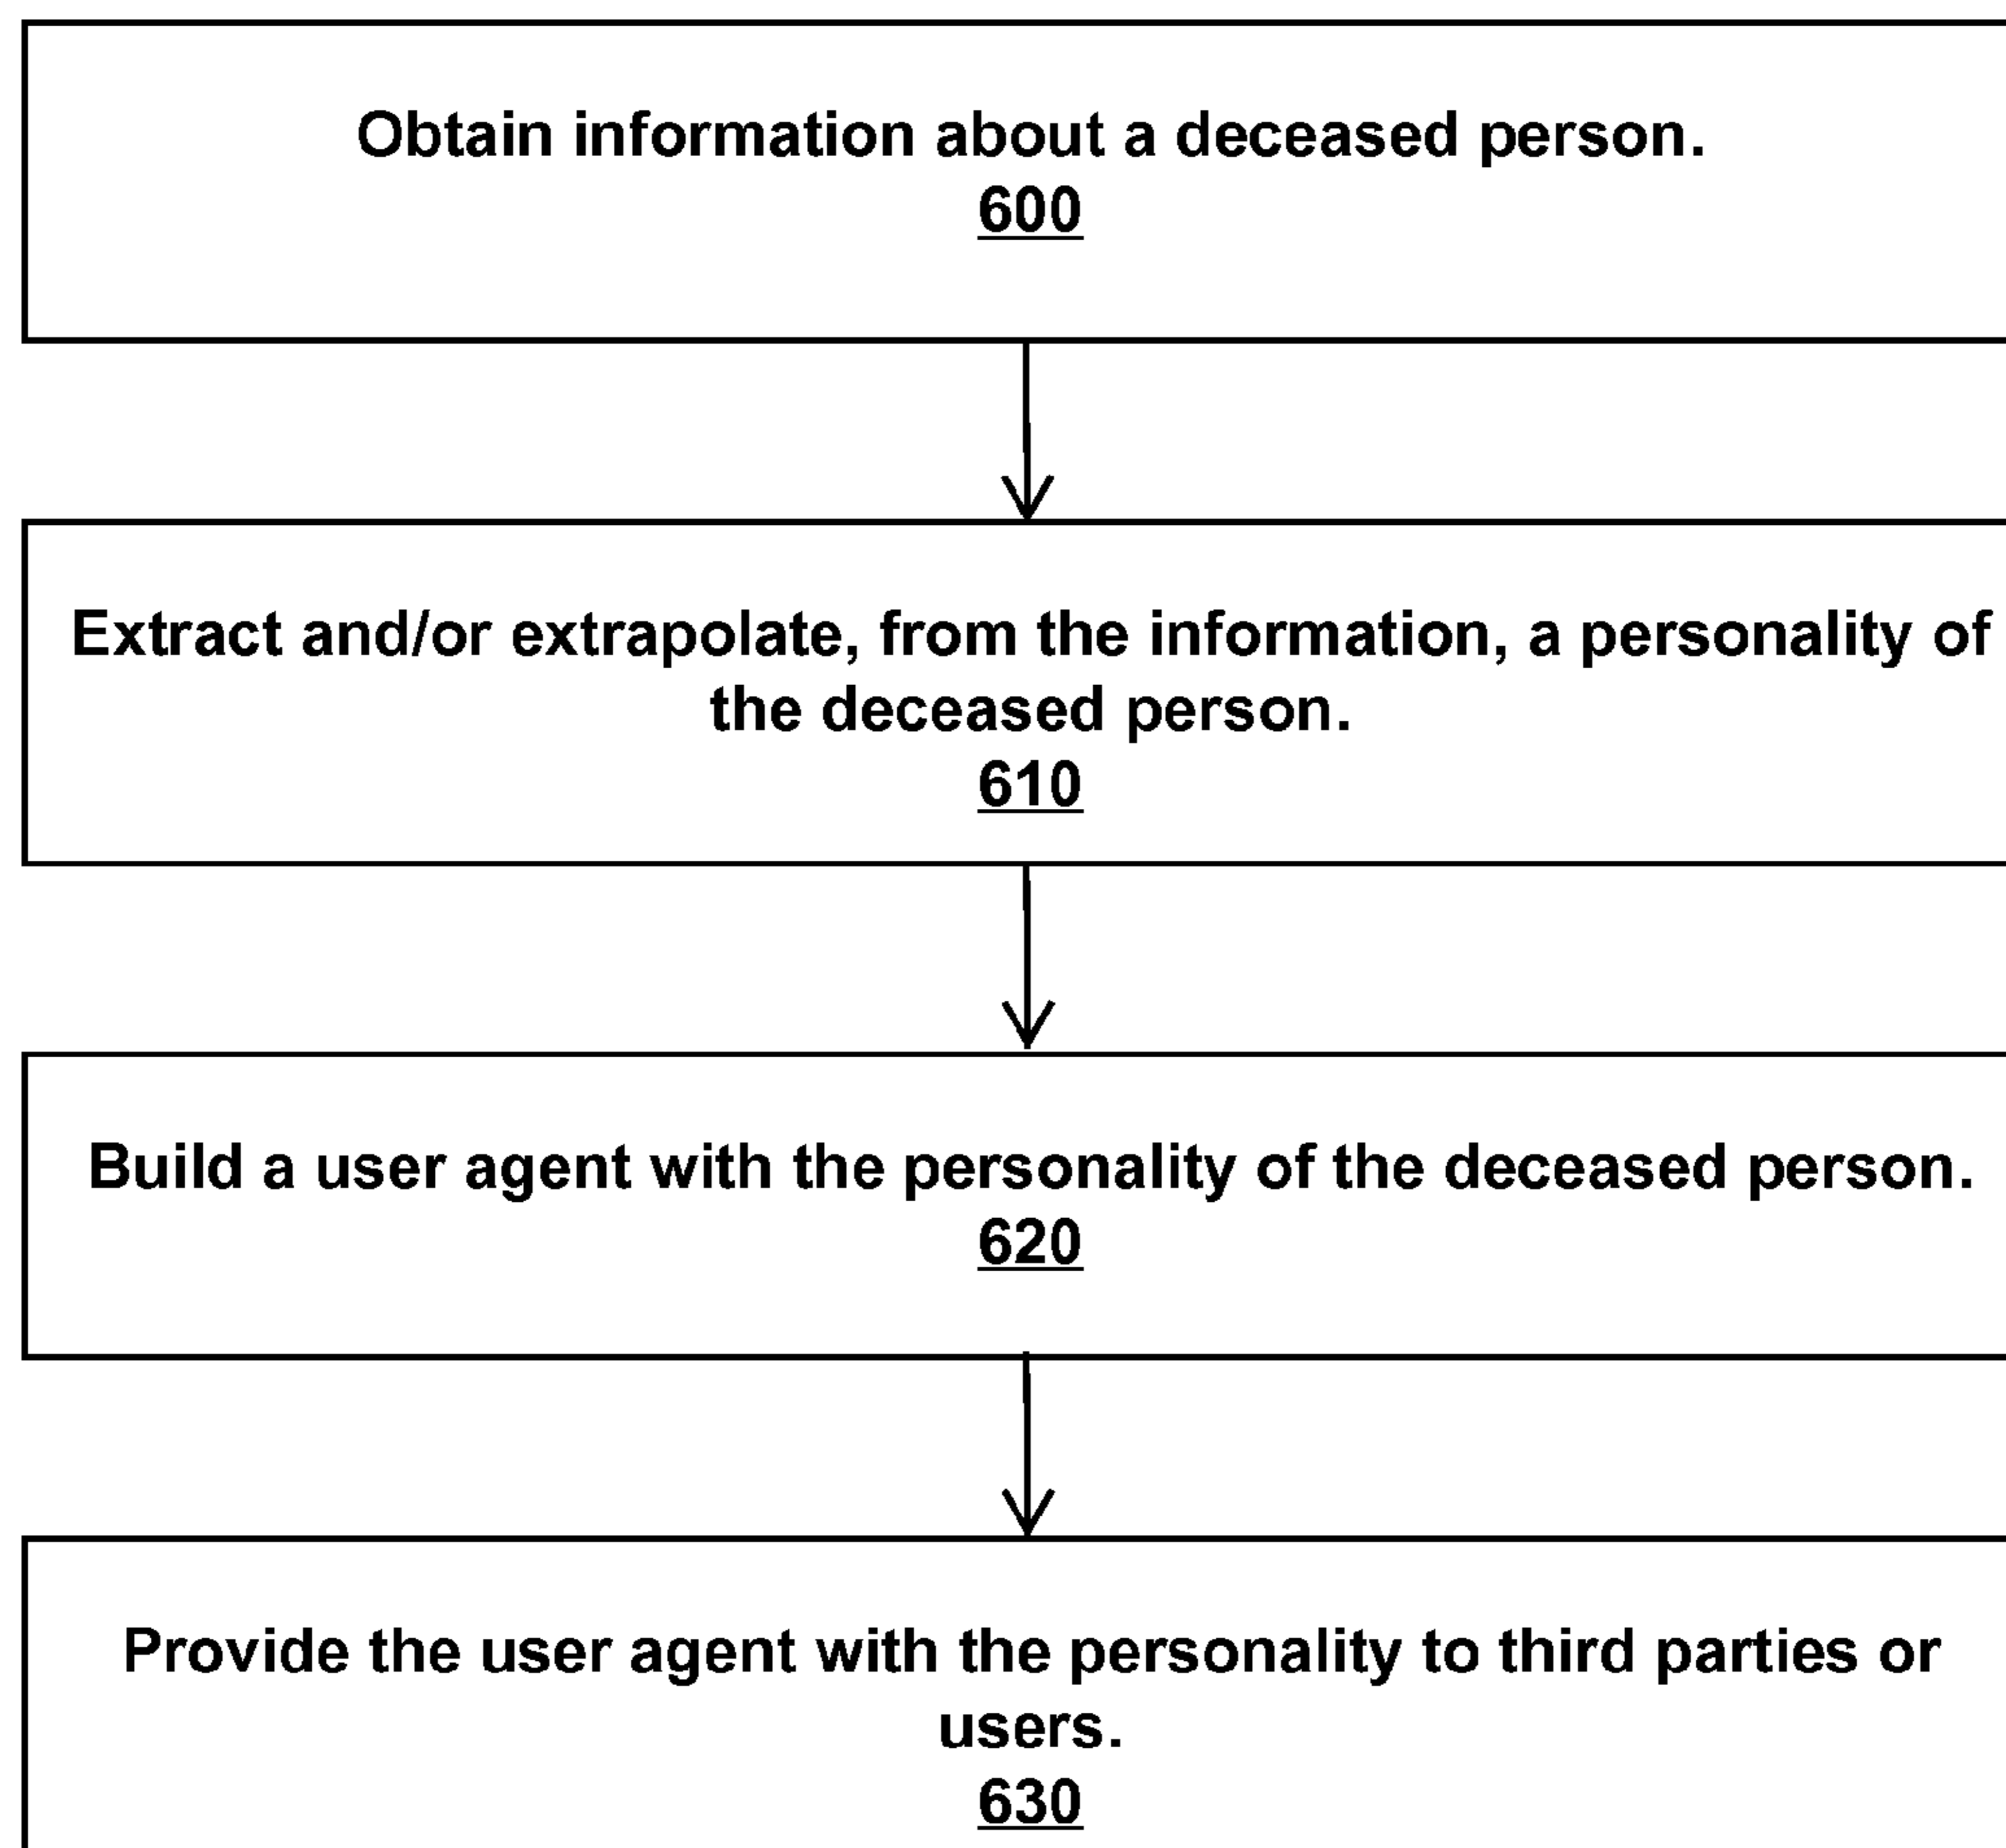 Obtain information about a deceased person.
600
Extract and/or extrapolate, from the information, a personality of
the deceased person.
610
Build a user agent with the personality of the deceased person.
620
Provide the user agent with the personality to third parties or
users.
630